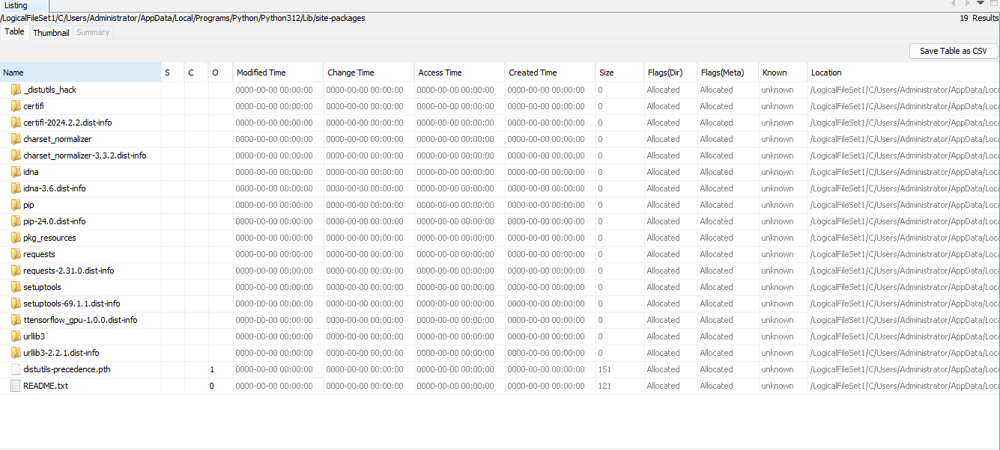 Listing
/LogicalFileSet1/C/Users/Administrator/AppData/Local/Programs/Python/Python312/Lib/site-packages 19 Results
Table Thumbnail Summary
Save Table as CSV
Name S C O Modified Time Change Time Access Time Created Time Size Flags(Dir) Flags(Meta) Known Location
_distutils_hack 0000-00-00 00:00:00 0000-00-00 00:00:00 0000-00-00 00:00:00 0000-00-00 00:00:00 0 Allocated Allocated unknown /LogicalFileSet1/C/Users/Administrator/AppData/Loca
certifi 0000-00-00 00:00:00 0000-00-00 00:00:00 0000-00-00 00:00:00 0000-00-00 00:00:00 0 Allocated Allocated unknown /LogicalFileSet1/C/Users/Administrator/AppData/Loca
certifi-2024.2.2.dist-info 0000-00-00 00:00:00 0000-00-00 00:00:00 0000-00-00 00:00:00 0000-00-00 00:00:00 0 Allocated Allocated unknown /LogicalFileSet1/C/Users/Administrator/AppData/Loca
charset_normalizer 0000-00-00 00:00:00 0000-00-00 00:00:00 0000-00-00 00:00:00 0000-00-00 00:00:00 0 Allocated Allocated unknown /LogicalFileSet1/C/Users/Administrator/AppData/Loca
charset_normalizer-3.3.2.dist-info 0000-00-00 00:00:00 0000-00-00 00:00:00 0000-00-00 00:00:00 0000-00-00 00:00:00 0 Allocated Allocated unknown /LogicalFileSet1/C/Users/Administrator/AppData/Loca
idna 0000-00-00 00:00:00 0000-00-00 00:00:00 0000-00-00 00:00:00 0000-00-00 00:00:00 0 Allocated Allocated unknown /LogicalFileSet1/C/Users/Administrator/AppData/Loca
idna-3.6.dist-info 0000-00-00 00:00:00 0000-00-00 00:00:00 0000-00-00 00:00:00 0000-00-00 00:00:00 0 Allocated Allocated unknown /LogicalFileSet1/C/Users/Administrator/AppData/Loca
pip 0000-00-00 00:00:00 0000-00-00 00:00:00 0000-00-00 00:00:00 0000-00-00 00:00:00 0 Allocated Allocated unknown /LogicalFileSet1/C/Users/Administrator/AppData/Loca
pip-24.0.dist-info 0000-00-00 00:00:00 0000-00-00 00:00:00 0000-00-00 00:00:00 0000-00-00 00:00:00 0 Allocated Allocated unknown /LogicalFileSet1/C/Users/Administrator/AppData/Loca
pkg_resources 0000-00-00 00:00:00 0000-00-00 00:00:00 0000-00-00 00:00:00 0000-00-00 00:00:00 0 Allocated Allocated unknown /LogicalFileSet1/C/Users/Administrator/AppData/Loca
requests 0000-00-00 00:00:00 0000-00-00 00:00:00 0000-00-00 00:00:00 0000-00-00 00:00:00 0 Allocated Allocated unknown /LogicalFileSet1/C/Users/Administrator/AppData/Loca
requests-2.31.0.dist-info 0000-00-00 00:00:00 0000-00-00 00:00:00 0000-00-00 00:00:00 0000-00-00 00:00:00 0 Allocated Allocated unknown /LogicalFileSet1/C/Users/Administrator/AppData/Loca
setuptools 0000-00-00 00:00:00 0000-00-00 00:00:00 0000-00-00 00:00:00 0000-00-00 00:00:00 0 Allocated Allocated unknown /LogicalFileSet1/C/Users/Administrator/AppData/Loca
setuptools-69.1.1.dist-info 0000-00-00 00:00:00 0000-00-00 00:00:00 0000-00-00 00:00:00 0000-00-00 00:00:00 0 Allocated Allocated unknown /LogicalFileSet1/C/Users/Administrator/AppData/Loca
ttensorflow_gpu-1.0.0.dist-info 0000-00-00 00:00:00 0000-00-00 00:00:00 0000-00-00 00:00:00 0000-00-00 00:00:00 0 Allocated Allocated unknown /LogicalFileSet1/C/Users/Administrator/AppData/Loca
urllib3 0000-00-00 00:00:00 0000-00-00 00:00:00 0000-00-00 00:00:00 0000-00-00 00:00:00 0 Allocated Allocated unknown /LogicalFileSet1/C/Users/Administrator/AppData/Loca
urllib3-2.2.1.dist-info 0000-00-00 00:00:00 0000-00-00 00:00:00 0000-00-00 00:00:00 0000-00-00 00:00:00 0 Allocated Allocated unknown /LogicalFileSet1/C/Users/Administrator/AppData/Loca
distutils-precedence.pth 1 0000-00-00 00:00:00 0000-00-00 00:00:00 0000-00-00 00:00:00 0000-00-00 00:00:00 151 Allocated Allocated unknown /LogicalFileSet1/C/Users/Administrator/AppData/Loca
README.txt 0 0000-00-00 00:00:00 0000-00-00 00:00:00 0000-00-00 00:00:00 0000-00-00 00:00:00 121 Allocated Allocated unknown /LogicalFileSet1/C/Users/Administrator/AppData/Loca